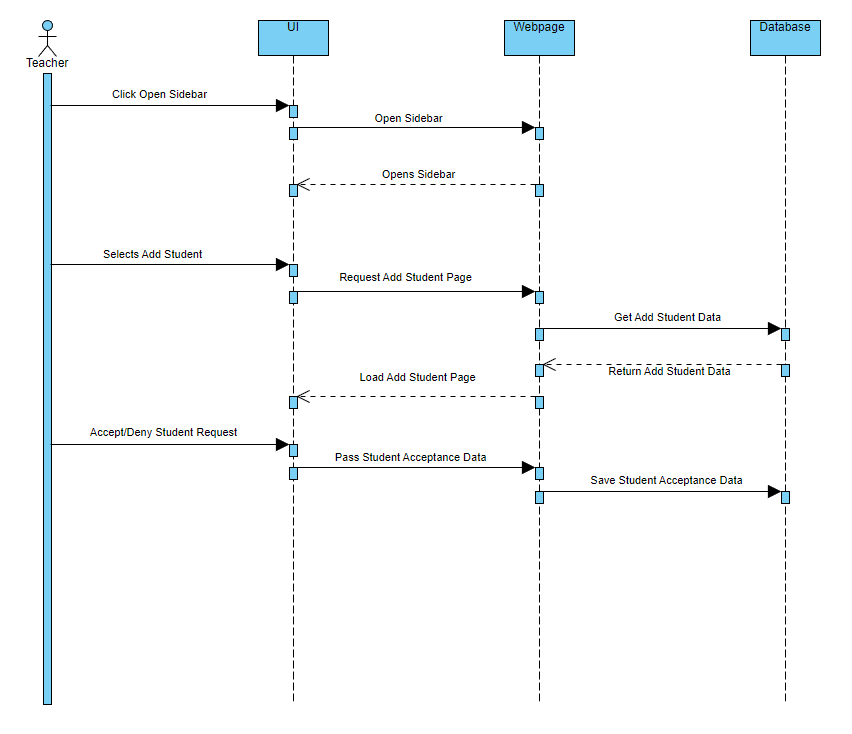 UI
Webpage
Database
Teacher
Click Open Sidebar
Open Sidebar
Opens Sidebar
Selects Add Student
Request Add Student Page
Get Add Student Data
Return Add Student Data
Load Add Student Page
Accept/Deny Student Request
Pass Student Acceptance Data
Save Student Acceptance Data